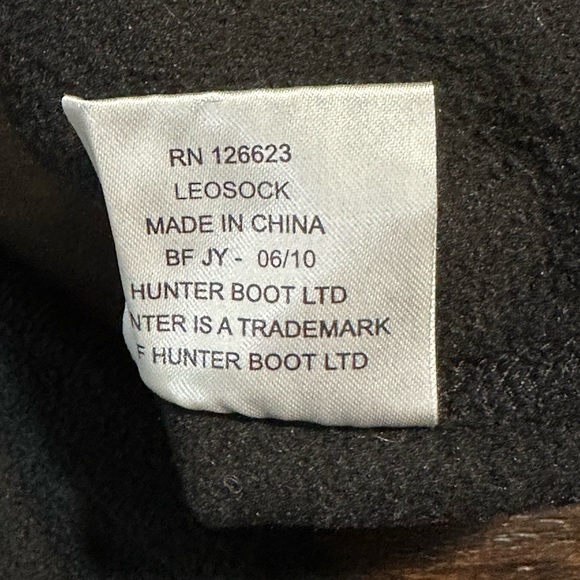 RN 126623
LEOSOCK
MADE IN CHINA
BF JY - 06/10
HUNTER BOOT LTD
NTER IS A TRADEMARK
F HUNTER BOOT LTD